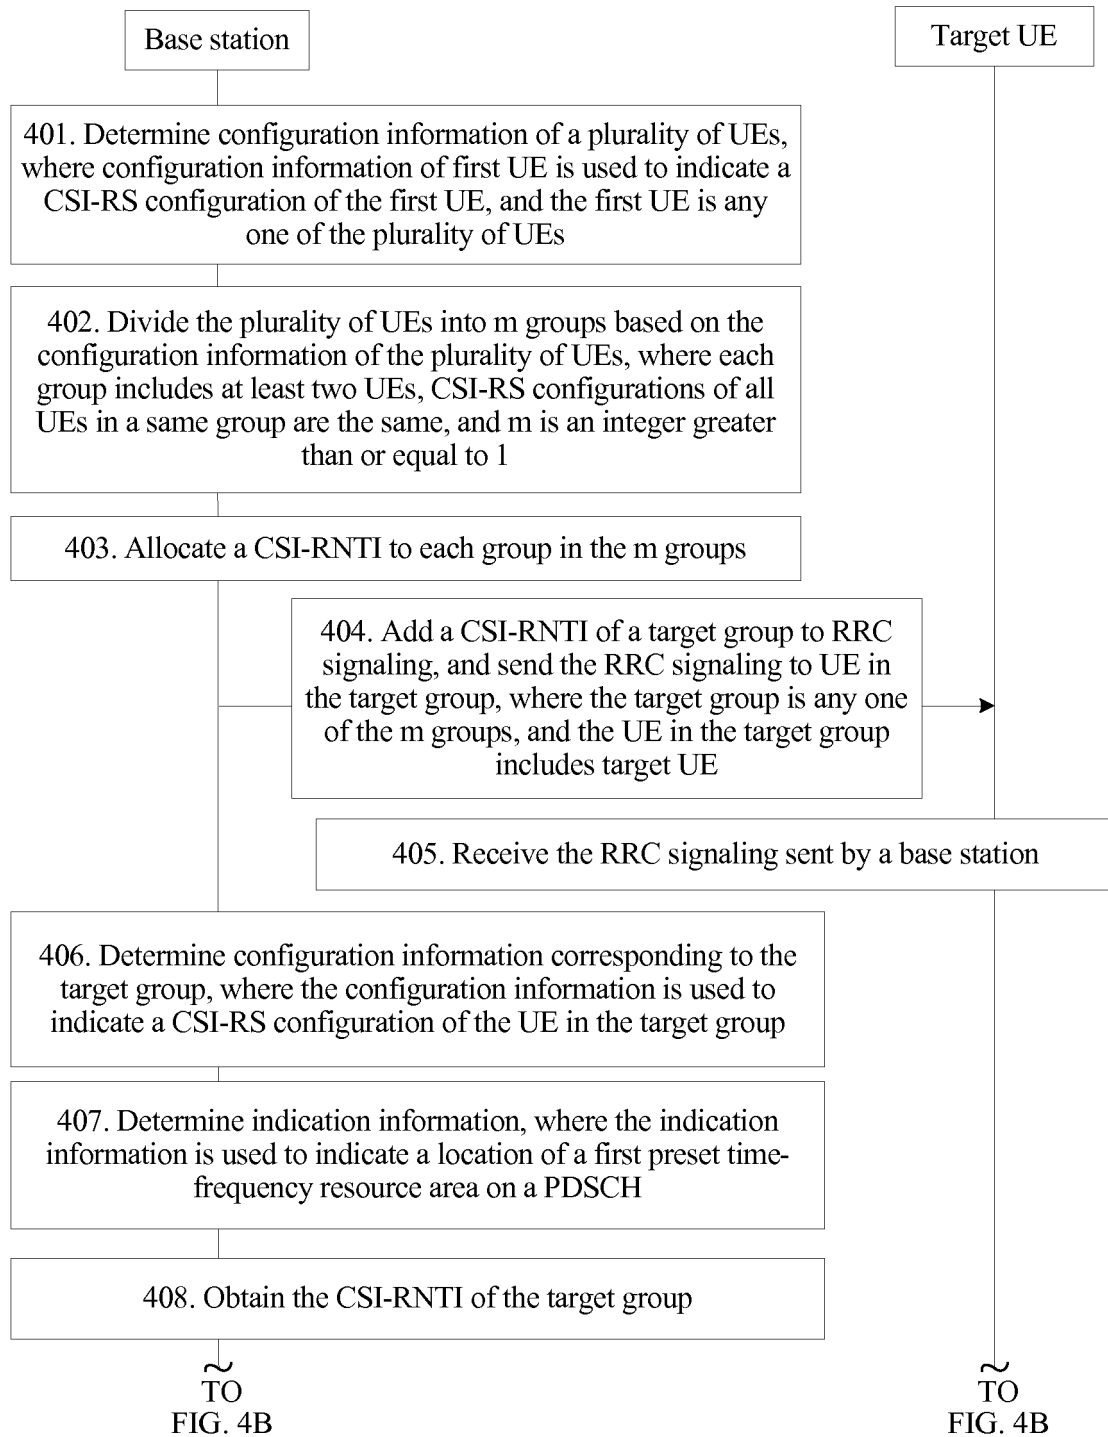 Base station
Target UE
401. Determine configuration information of a plurality of UEs,
where configuration information of first UE is used to indicate a
CSI-RS configuration of the first UE, and the first UE is any
one of the plurality of UEs
402. Divide the plurality of UEs into m groups based on the
configuration information of the plurality of UEs, where each
group includes at least two UEs, CSI-RS configurations of all
UEs in a same group are the same, and m is an integer greater
than or equal to 1
403. Allocate a CSI-RNTI to each group in the m groups
404. Add a CSI-RNTI of a target group to RRC
signaling, and send the RRC signaling to UE in
the target group, where the target group is any one
of the m groups, and the UE in the target group
includes target UE
405. Receive the RRC signaling sent by a base station
406. Determine configuration information corresponding to the
target group, where the configuration information is used to
indicate a CSI-RS configuration of the UE in the target group
407. Determine indication information, where the indication
information is used to indicate a location of a first preset time-
frequency resource area on a PDSCH
408. Obtain the CSI-RNTI of the target group
TO
FIG. 4B
TO
FIG. 4B